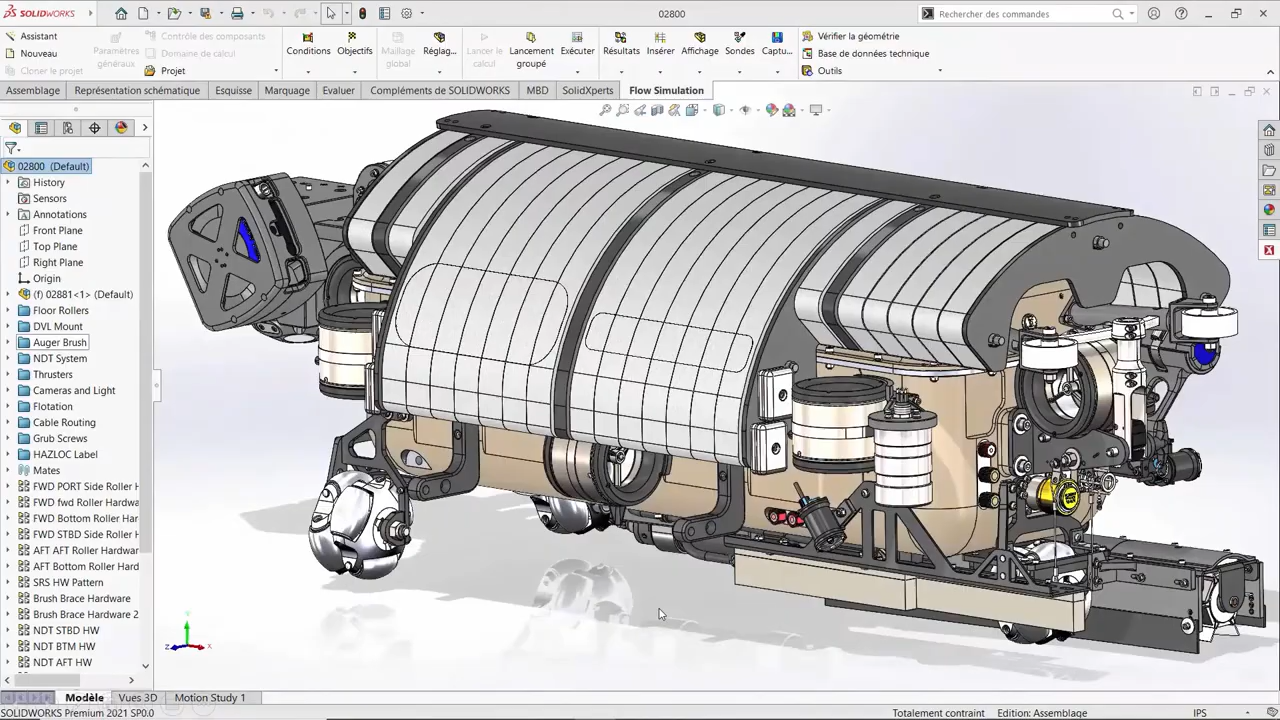 SOLIDWORKS
02800
Rechercher des commandes
Assistant
Nouveau
Cloner le projet
Paramètres généraux
Contrôle des composants
Domaine de calcul
Projet
Conditions
Objectifs
Maillage global
Réglag...
Lancer le calcul
Lancement groupé
Exécuter
Résultats
Insérer
Affichage
Sondes
Captu...
Vérifier la géométrie
Base de données technique
Outils
Assemblage
Représentation schématique
Esquisse
Marquage
Evaluer
Compléments de SOLIDWORKS
MBD
SolidXperts
Flow Simulation
02800 (Default)
History
Sensors
Annotations
Front Plane
Top Plane
Right Plane
Origin
(f) 02881<1> (Default)
Floor Rollers
DVL Mount
Auger Brush
NDT System
Thrusters
Cameras and Light
Flotation
Cable Routing
Grub Screws
HAZLOC Label
Mates
FWD PORT Side Roller H
FWD fwd Roller Hardwa
FWD Bottom Roller Har
FWD STBD Side Roller H
AFT AFT Roller Hardwar
AFT Bottom Roller Hard
SRS HW Pattern
Brush Brace Hardware
Brush Brace Hardware 2
NDT STBD HW
NDT BTM HW
NDT AFT HW
Modèle
Vues 3D
Motion Study 1
SOLIDWORKS Premium 2021 SP0.0
Totalement contraint
Edition: Assemblage
IPS